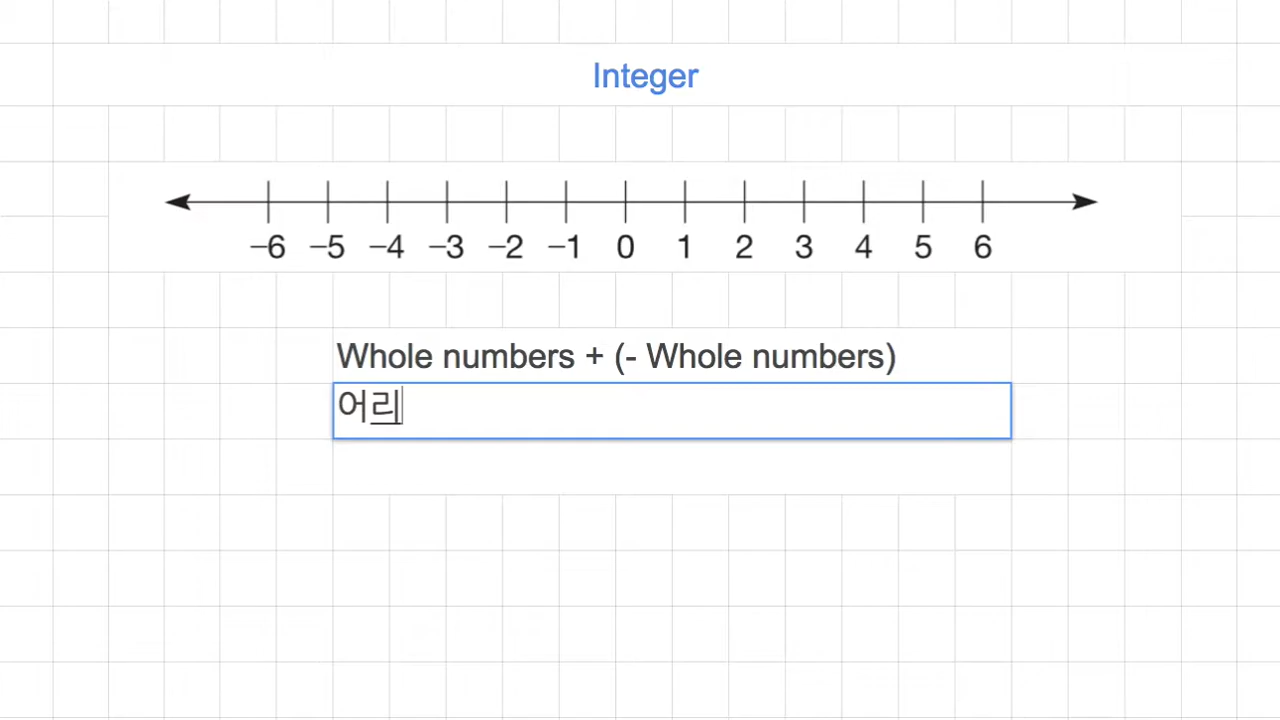 Integer
–6 –5 –4 –3 –2 –1 0 1 2 3 4 5 6
Whole numbers + (- Whole numbers)
어리